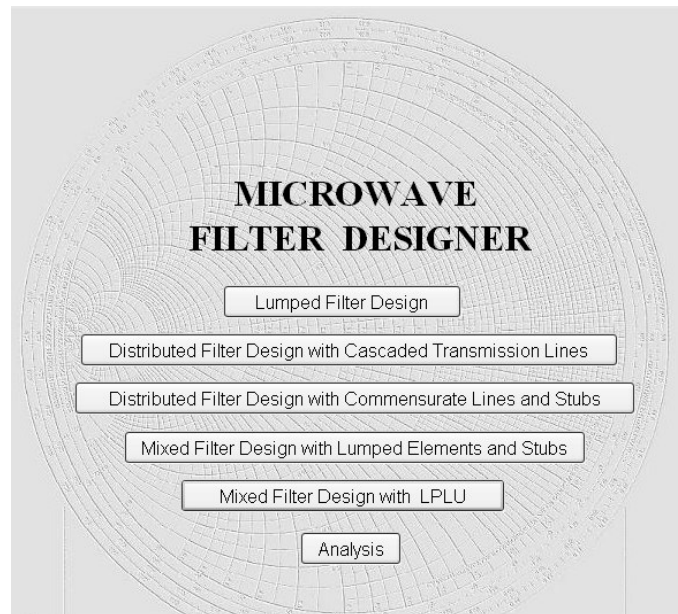 MICROWAVE
FILTER DESIGNER
Lumped Filter Design
Distributed Filter Design with Cascaded Transmission Lines
Distributed Filter Design with Commensurate Lines and Stubs
Mixed Filter Design with Lumped Elements and Stubs
Mixed Filter Design with LPLU
Analysis